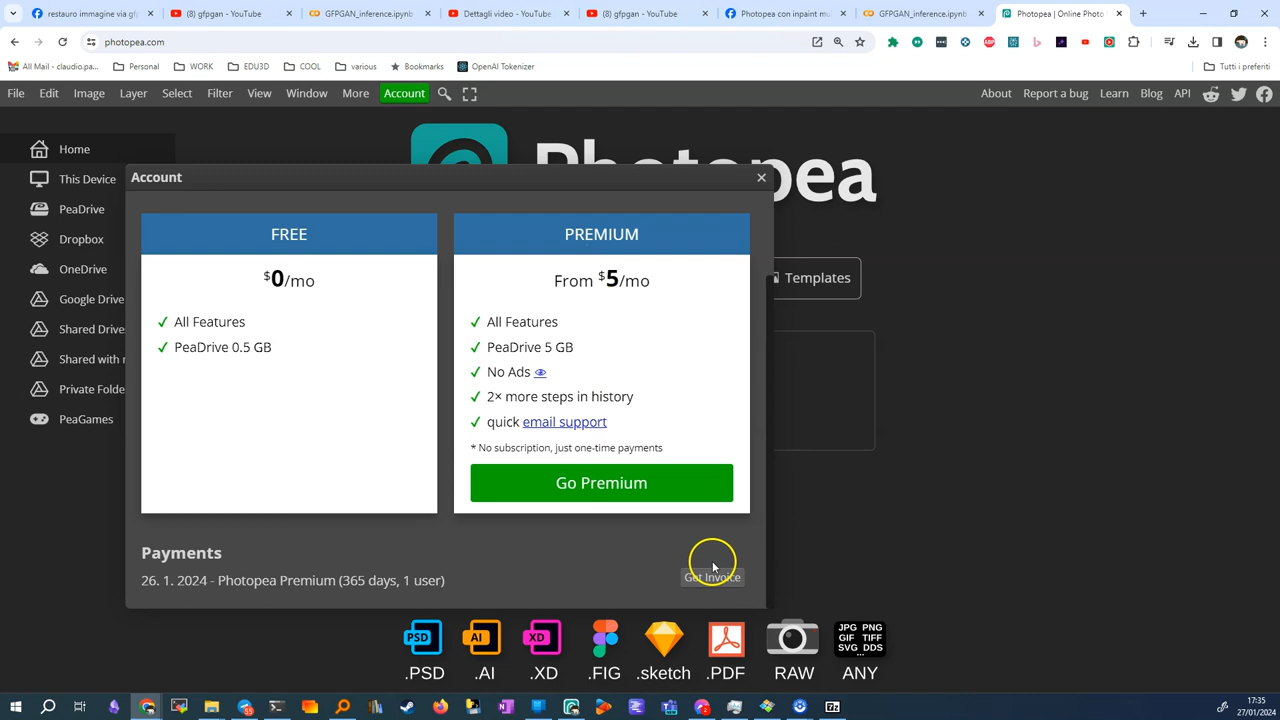 restauro immagine via gf
(8) gfpgan - YouTube
GFPGAN_inference.ipynb
Dettagli video - YouTube
(8) gfpgan - YouTube
Photopea con inpaint mu
GFPGAN_inference.ipynb
Photopea | Online Photo
photopea.com
All Mail - claudio.pa...
Personal
WORK
EDU3D
COOL
various
Bookmarks
OpenAI Tokenizer
Tutti i preferiti
File Edit Image Layer Select Filter View Window More Account
About Report a bug Learn Blog API
Photopea
Home
This Device
PeaDrive
Dropbox
OneDrive
Google Drive
Shared Drives
Shared with
Private Folde
PeaGames
Templates
Account
FREE
$0/mo
✓ All Features
✓ PeaDrive 0.5 GB
PREMIUM
From $5/mo
✓ All Features
✓ PeaDrive 5 GB
✓ No Ads
✓ 2× more steps in history
✓ quick email support
* No subscription, just one-time payments
Go Premium
Payments
26. 1. 2024 - Photopea Premium (365 days, 1 user)
Get Invoice
PSD
AI
XD
JPG PNG
GIF TIFF
SVG DDS
...
.PSD .AI .XD .FIG .sketch .PDF RAW ANY
17:35
27/01/2024